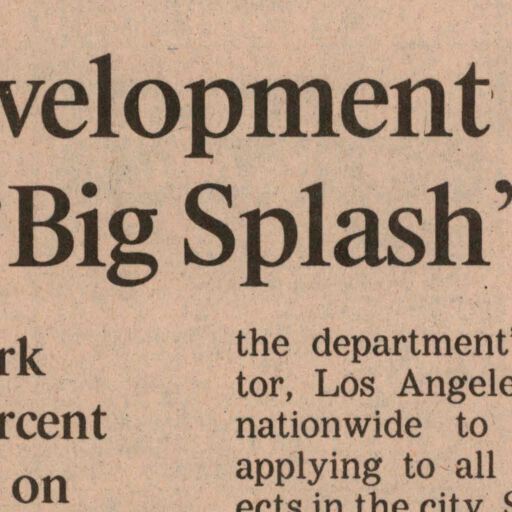 velopment
'Big Splash'
rk
rcent
on
the department'
tor, Los Angele
nationwide to
applying to all
ects in the city. S